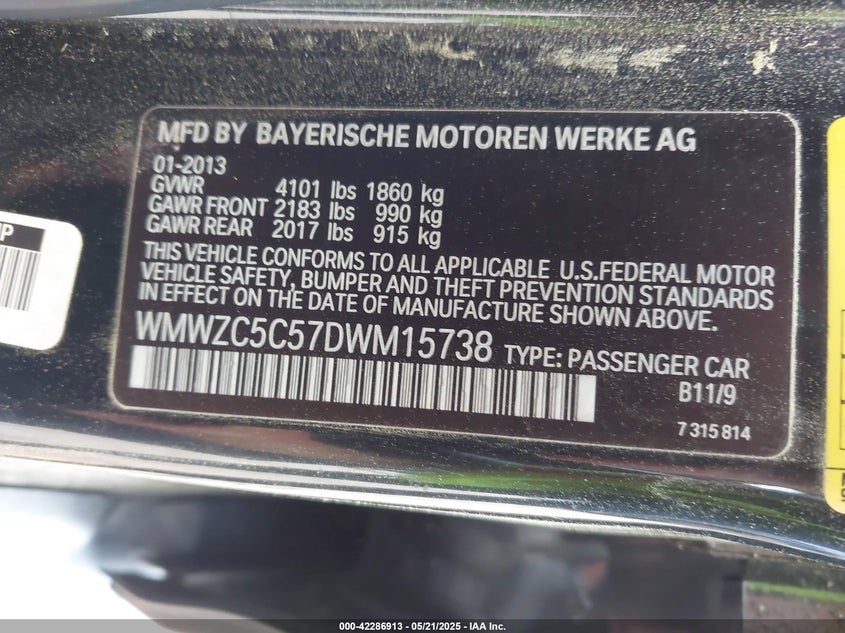 MFD BY BAYERISCHE MOTOREN WERKE AG
01-2013
GVWR 4101 lbs 1860 kg
GAWR FRONT 2183 lbs 990 kg
GAWR REAR 2017 lbs 915 kg
THIS VEHICLE CONFORMS TO ALL APPLICABLE U.S.FEDERAL MOTOR
VEHICLE SAFETY, BUMPER AND THEFT PREVENTION STANDARDS
IN EFFECT ON THE DATE OF MANUFACTURE SHOWN ABOVE.
WMWZC5C57DWM15738 TYPE: PASSENGER CAR
B11/9
7 315 814
000-42286913 - 05/21/2025 - IAA Inc.